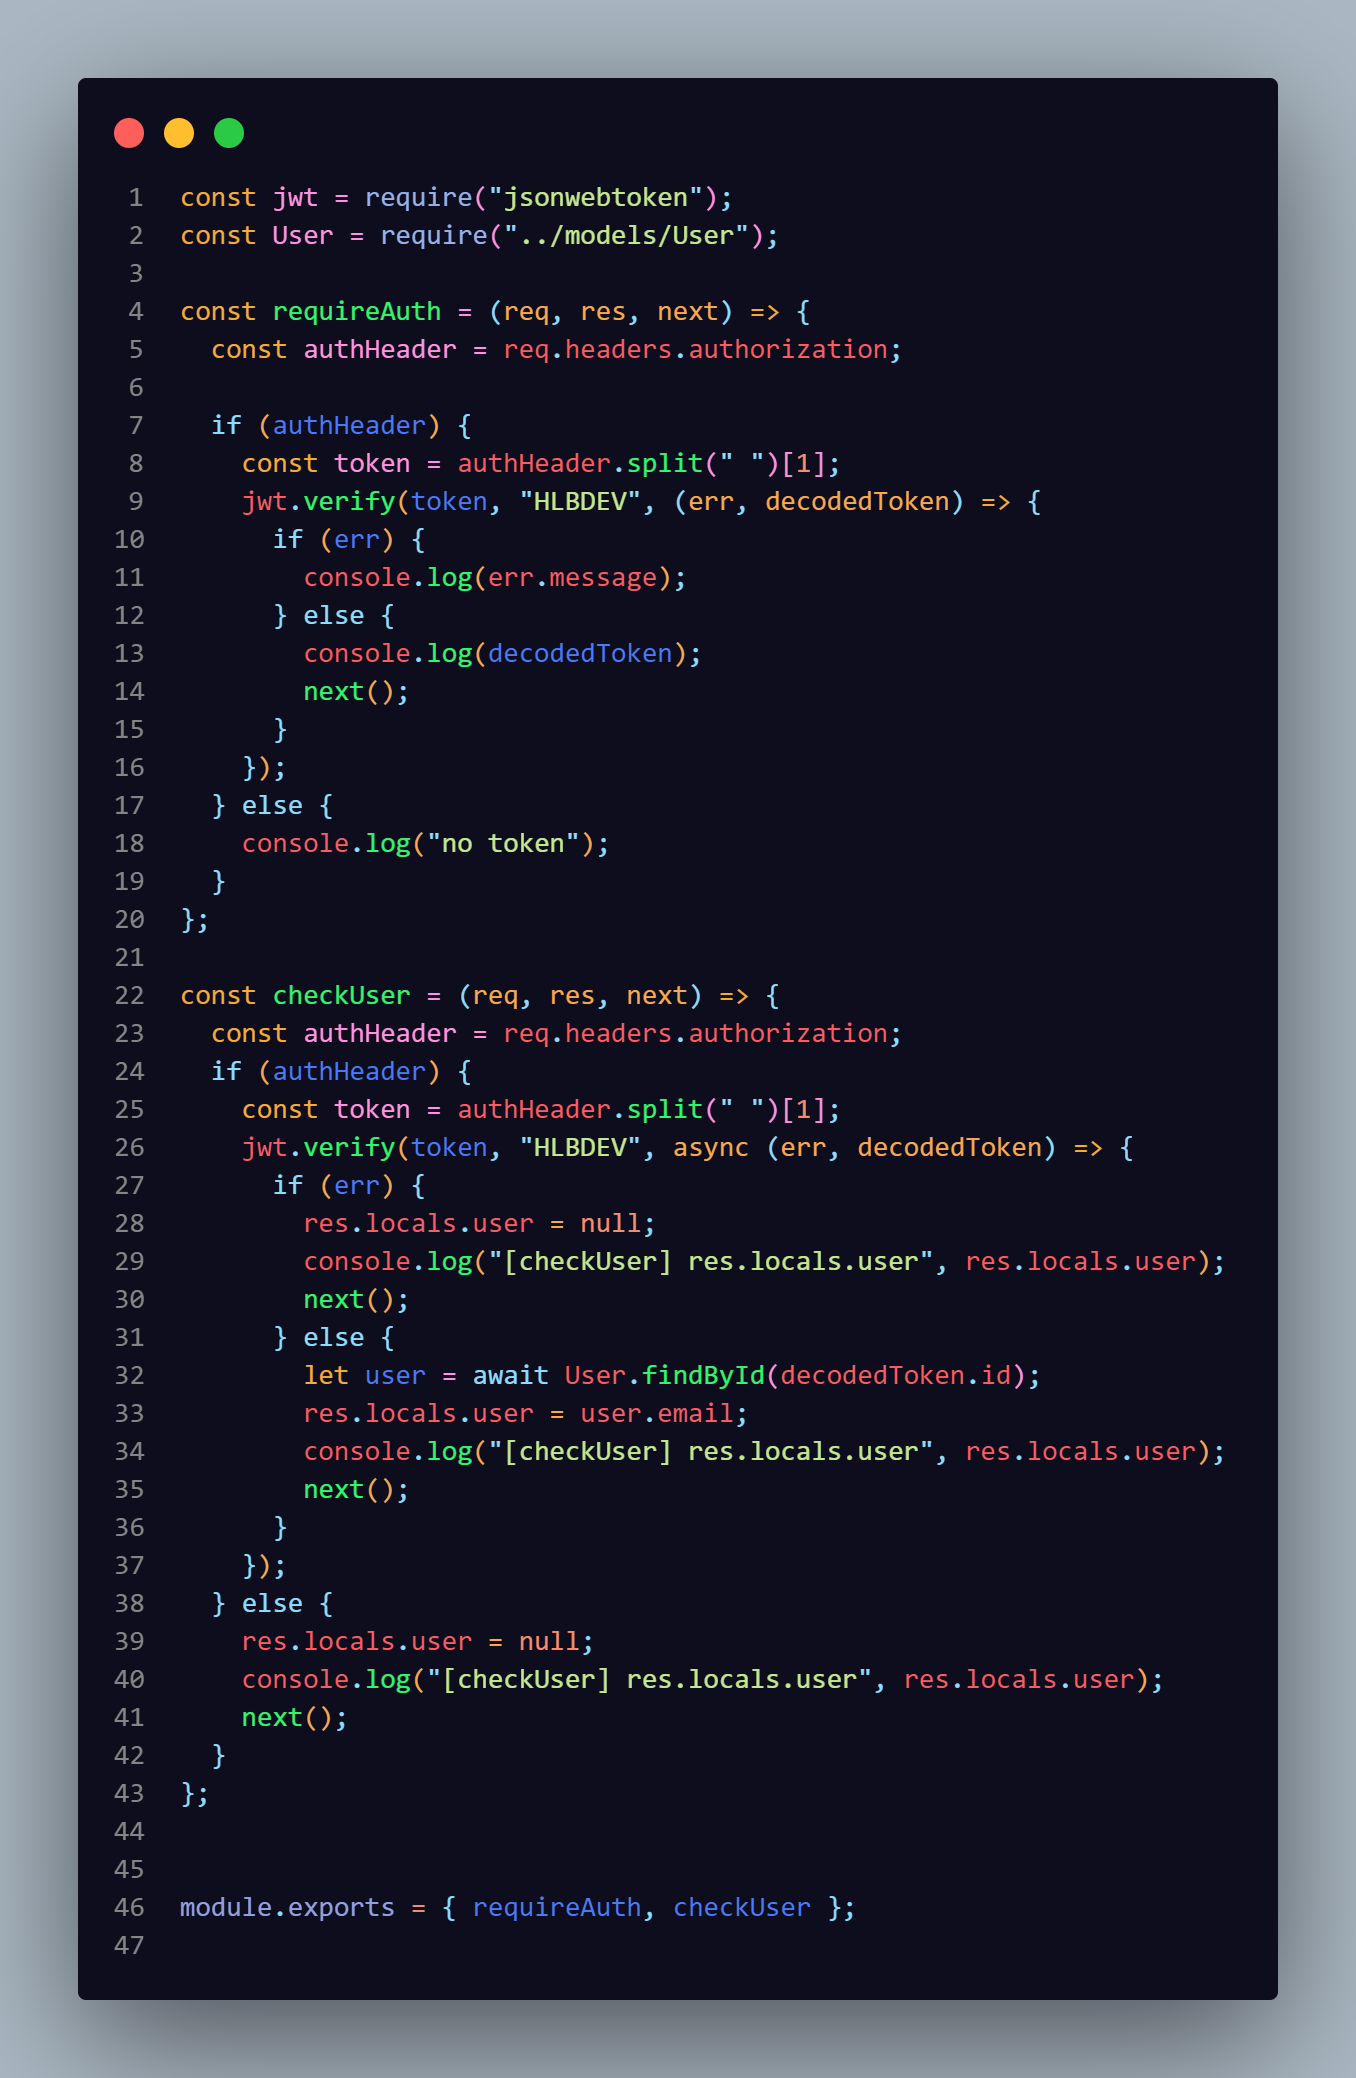 1 const jwt = require("jsonwebtoken");
2 const User = require("../models/User");
3
4 const requireAuth = (req, res, next) => {
5   const authHeader = req.headers.authorization;
6
7   if (authHeader) {
8     const token = authHeader.split(" ")[1];
9     jwt.verify(token, "HLBDEV", (err, decodedToken) => {
10       if (err) {
11         console.log(err.message);
12       } else {
13         console.log(decodedToken);
14         next();
15       }
16     });
17   } else {
18     console.log("no token");
19   }
20 };
21
22 const checkUser = (req, res, next) => {
23   const authHeader = req.headers.authorization;
24   if (authHeader) {
25     const token = authHeader.split(" ")[1];
26     jwt.verify(token, "HLBDEV", async (err, decodedToken) => {
27       if (err) {
28         res.locals.user = null;
29         console.log("[checkUser] res.locals.user", res.locals.user);
30         next();
31       } else {
32         let user = await User.findById(decodedToken.id);
33         res.locals.user = user.email;
34         console.log("[checkUser] res.locals.user", res.locals.user);
35         next();
36       }
37     });
38   } else {
39     res.locals.user = null;
40     console.log("[checkUser] res.locals.user", res.locals.user);
41     next();
42   }
43 };
44
45
46 module.exports = { requireAuth, checkUser };
47